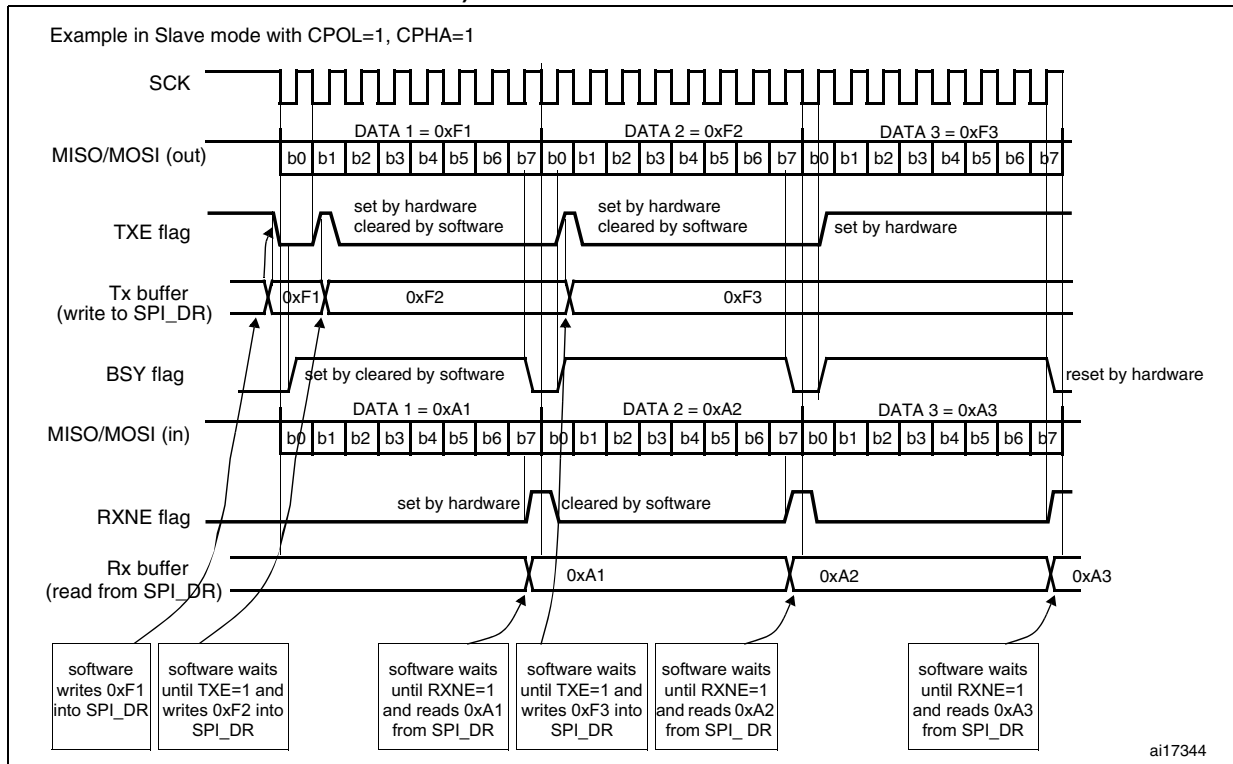 Example in Slave mode with CPOL=1, CPHA=1
SCK
DATA 1 = 0xF1 DATA 2 = 0xF2 DATA 3 = 0xF3
MISO/MOSI (out)
b0 b1 b2 b3 b4 b5 b6 b7 b0 b1 b2 b3 b4 b5 b6 b7 b0 b1 b2 b3 b4 b5 b6 b7
set by hardware
cleared by software
set by hardware
cleared by software
set by hardware
TXE flag
Tx buffer
(write to SPI_DR)
0xF1 0xF2 0xF3
BSY flag
set by cleared by software
reset by hardware
DATA 1 = 0xA1 DATA 2 = 0xA2 DATA 3 = 0xA3
MISO/MOSI (in)
b0 b1 b2 b3 b4 b5 b6 b7 b0 b1 b2 b3 b4 b5 b6 b7 b0 b1 b2 b3 b4 b5 b6 b7
set by hardware cleared by software
RXNE flag
Rx buffer
(read from SPI_DR)
0xA1 0xA2 0xA3
software
writes 0xF1
into SPI_DR
software waits
until TXE=1 and
writes 0xF2 into
SPI_DR
software waits
until RXNE=1
and reads 0xA1
from SPI_DR
software waits
until TXE=1 and
writes 0xF3 into
SPI_DR
software waits
until RXNE=1
and reads 0xA2
from SPI_ DR
software waits
until RXNE=1
and reads 0xA3
from SPI_DR
ai17344